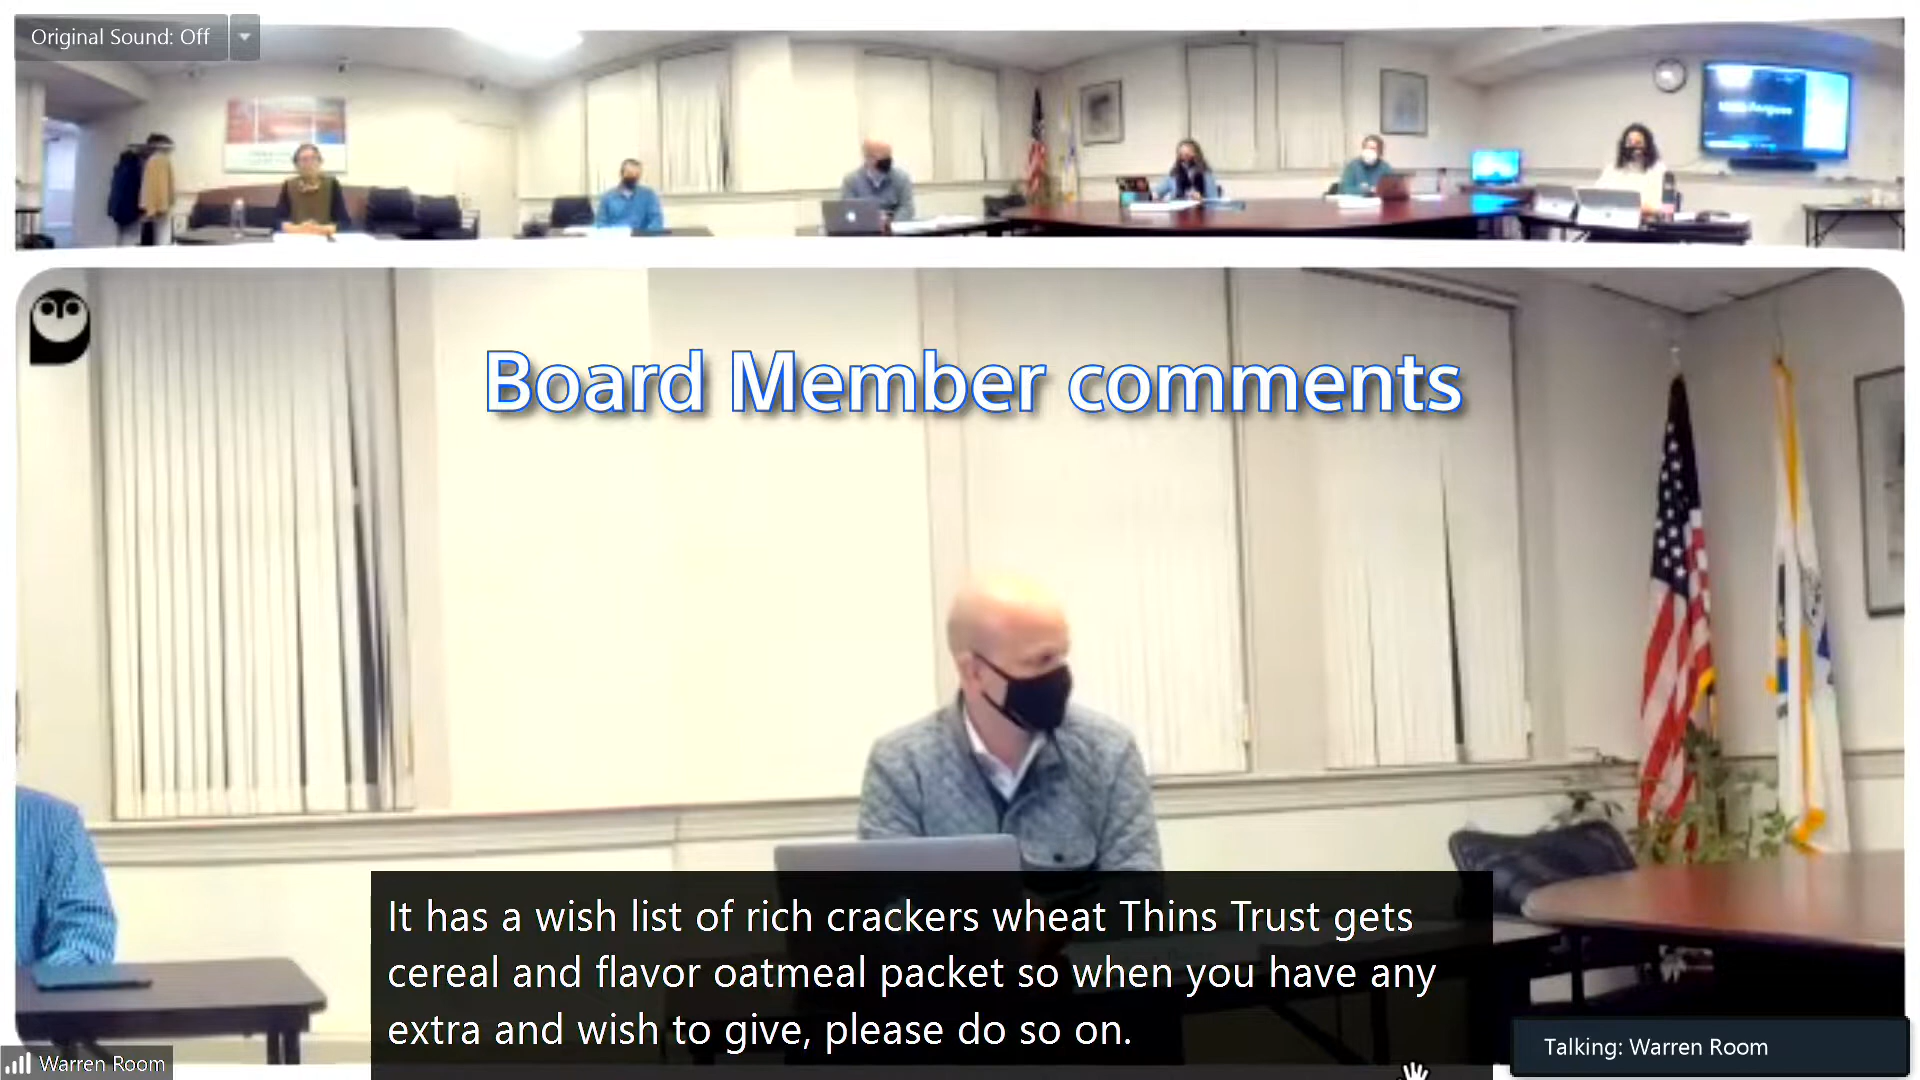 Original Sound: Off
Board Member comments
It has a wish list of rich crackers wheat Thins Trust gets
cereal and flavor oatmeal packet so when you have any
extra and wish to give, please do so on.
Warren Room
Talking: Warren Room